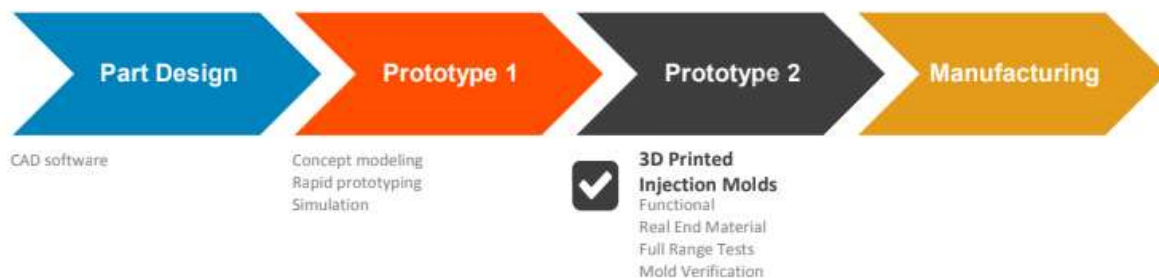 Part Design
Prototype 1
Prototype 2
Manufacturing
CAD software
Concept modeling
Rapid prototyping
Simulation
3D Printed
Injection Molds
Functional
Real End Material
Full Range Tests
Mold Verification